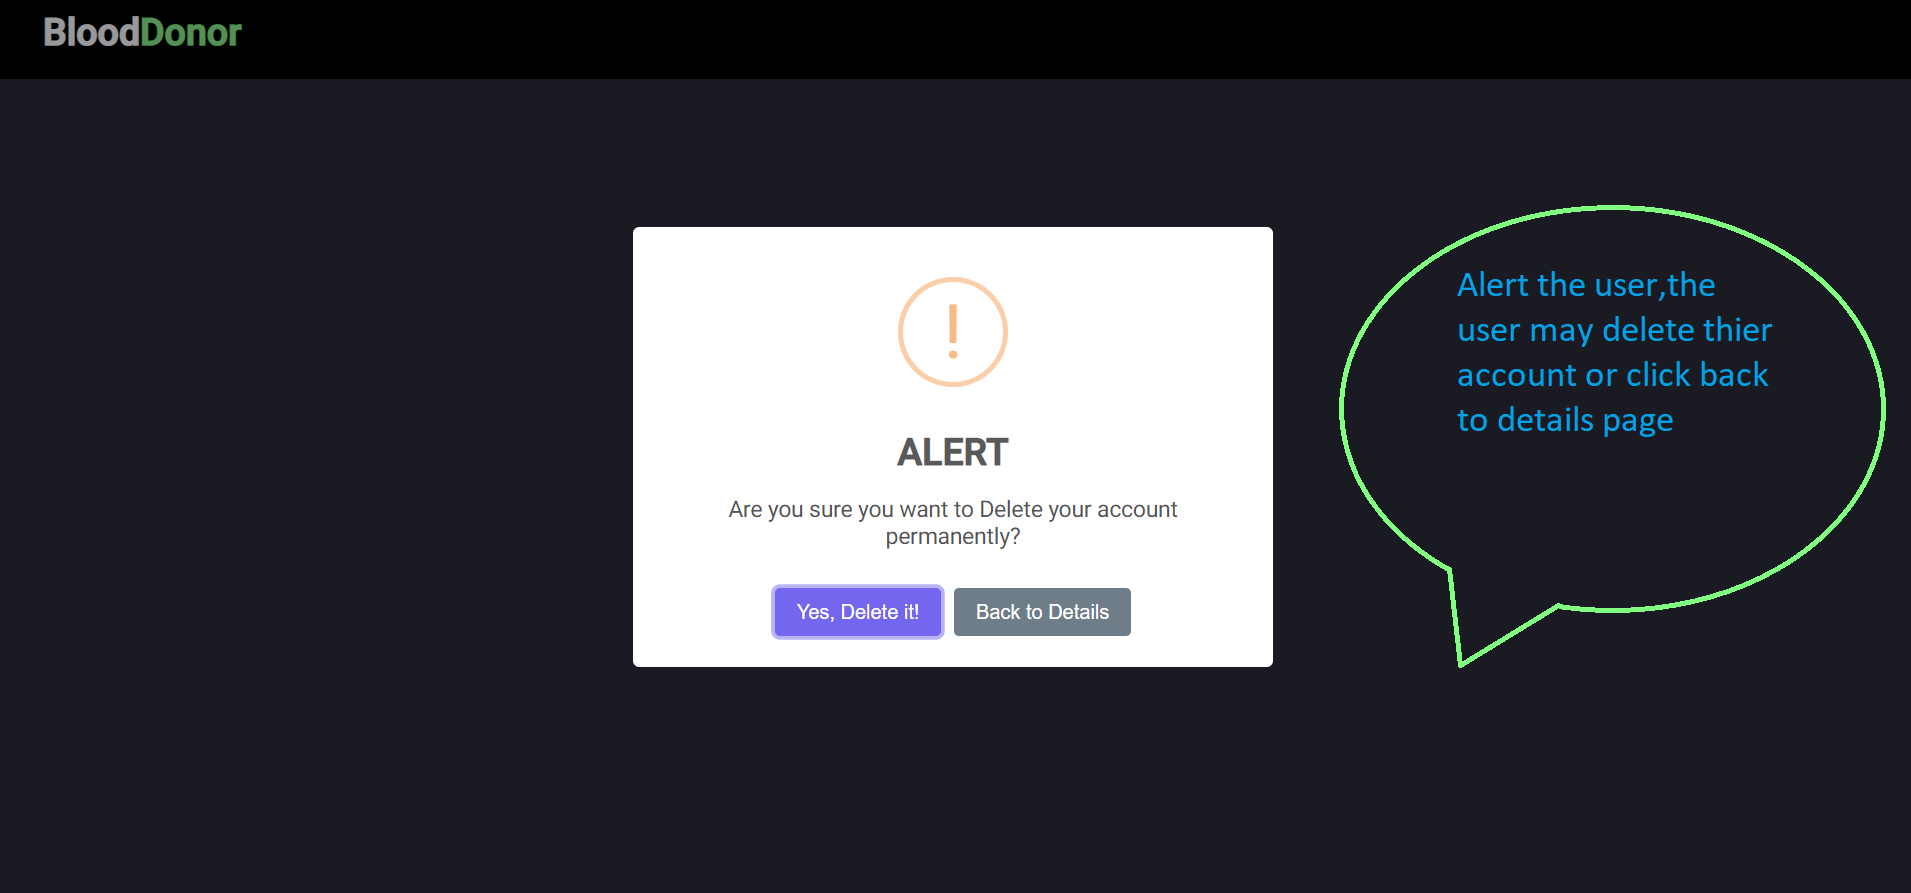 BloodDonor
ALERT
Are you sure you want to Delete your account
permanently?
Yes, Delete it!
Back to Details
Alert the user,the
user may delete thier
account or click back
to details page